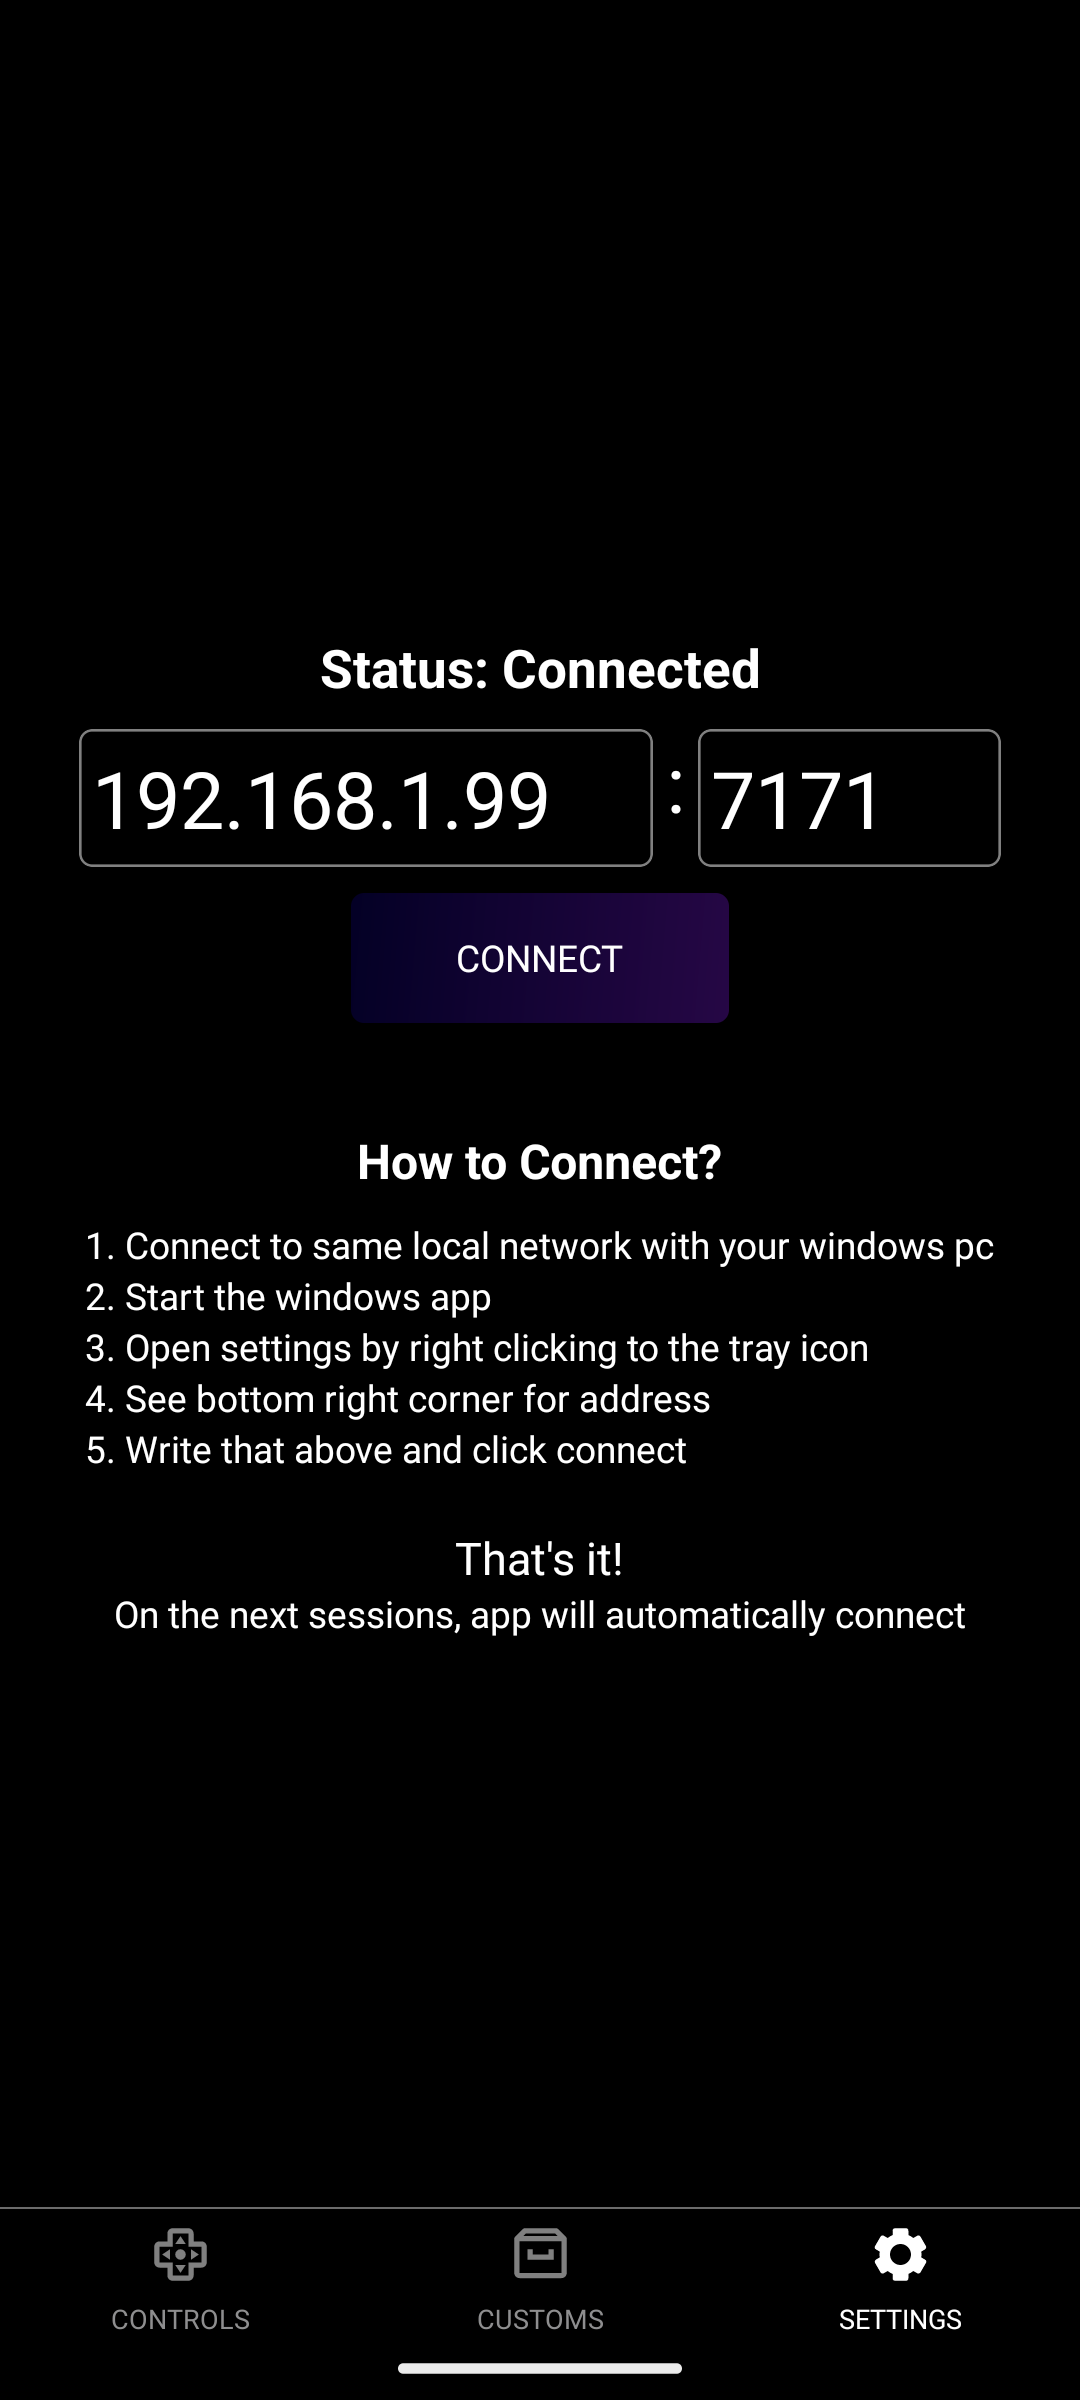 Status: Connected
192.168.1.99 : 7171
CONNECT
How to Connect?
1. Connect to same local network with your windows pc
2. Start the windows app
3. Open settings by right clicking to the tray icon
4. See bottom right corner for address
5. Write that above and click connect
That's it!
On the next sessions, app will automatically connect
CONTROLS CUSTOMS SETTINGS